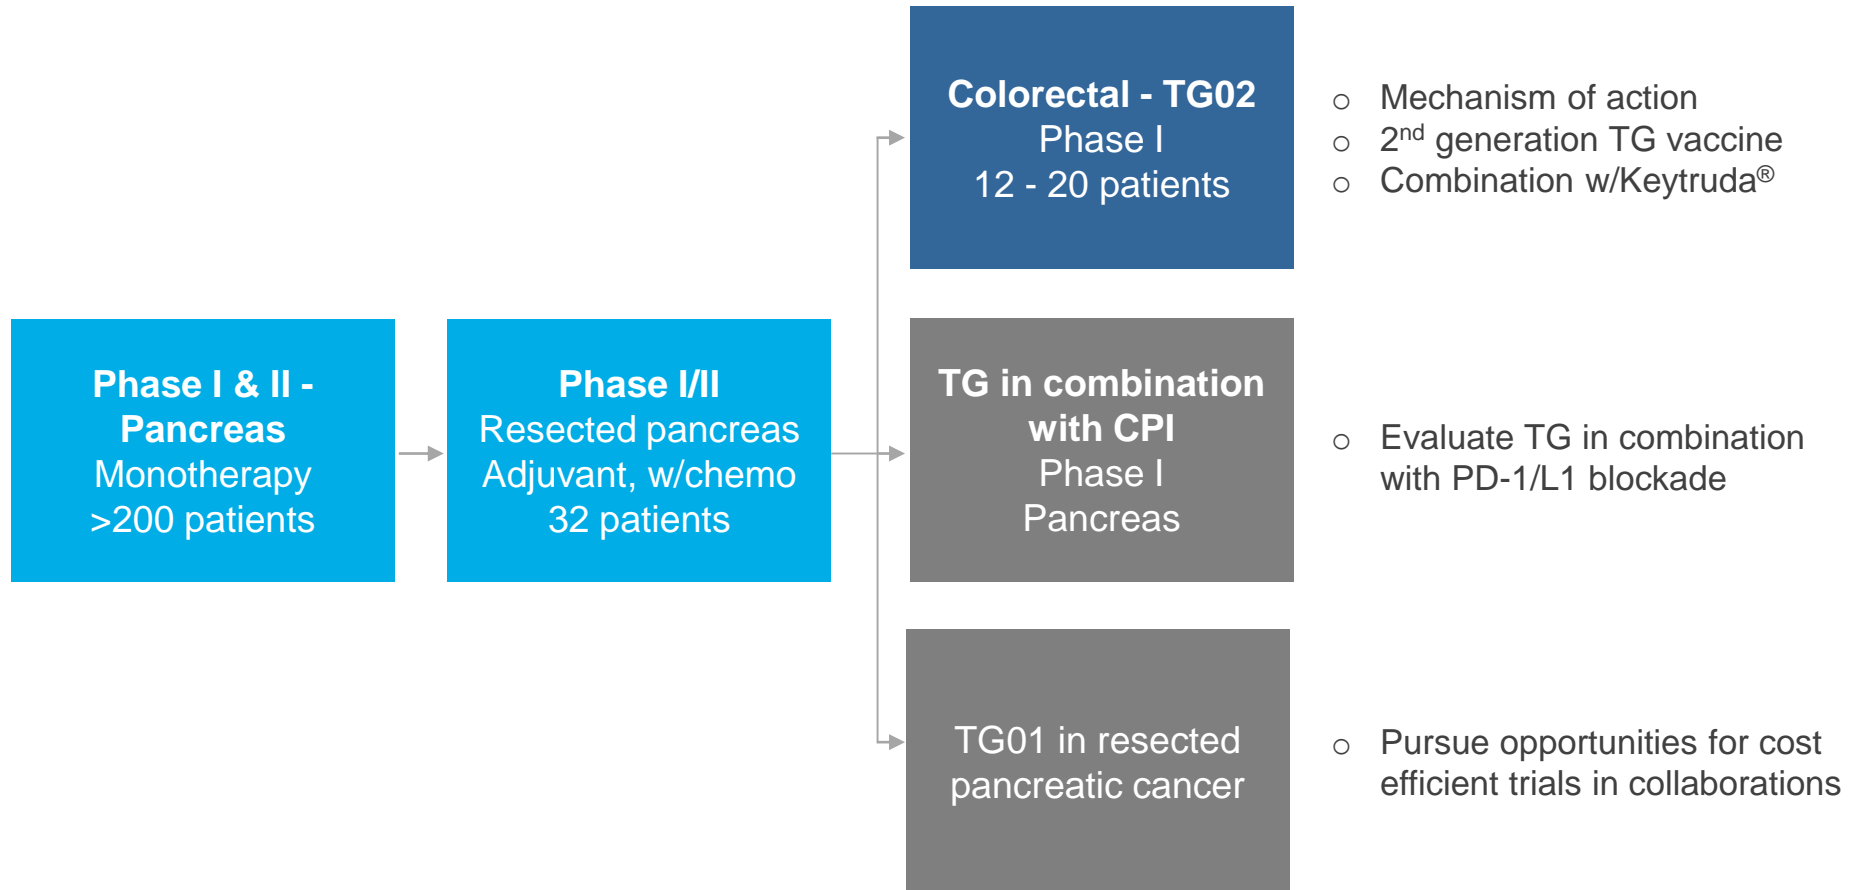 Colorectal - TG02
Phase I
12 - 20 patients
○ Mechanism of action
○ 2nd generation TG vaccine
○ Combination w/Keytruda®
Phase I & II -
Pancreas
Monotherapy
>200 patients
Phase I/II
Resected pancreas
Adjuvant, w/chemo
32 patients
TG in combination
with CPI
Phase I
Pancreas
○ Evaluate TG in combination
with PD-1/L1 blockade
TG01 in resected
pancreatic cancer
○ Pursue opportunities for cost
efficient trials in collaborations